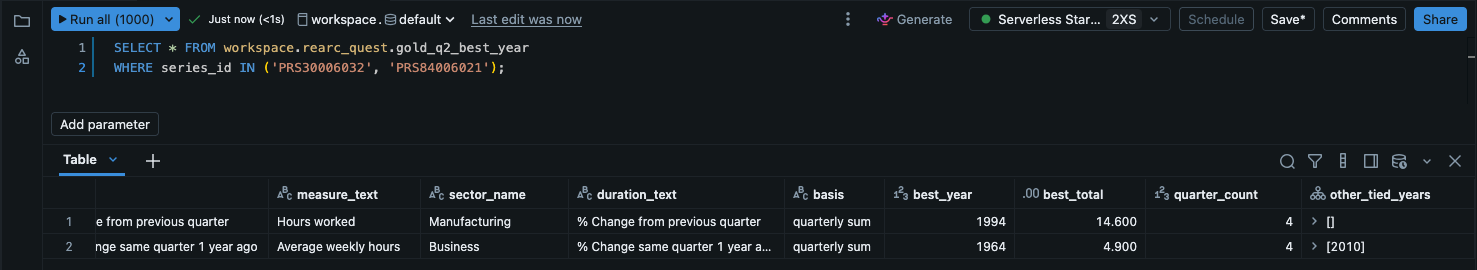 Run all (1000) Just now (<1s) workspace. default Last edit was now Generate Serverless Star... 2XS Schedule Save* Comments Share
1 SELECT * FROM workspace.rearc_quest.gold_q2_best_year
2 WHERE series_id IN ('PRS30006032', 'PRS84006021');
Add parameter
Table +
measure_text sector_name duration_text basis best_year best_total quarter_count other_tied_years
1 e from previous quarter Hours worked Manufacturing % Change from previous quarter quarterly sum 1994 14.600 4 > []
2 nge same quarter 1 year ago Average weekly hours Business % Change same quarter 1 year a... quarterly sum 1964 4.900 4 > [2010]